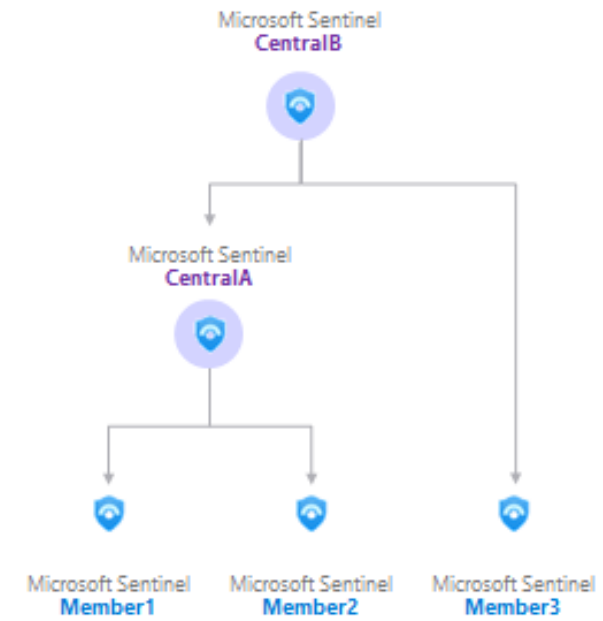 Microsoft Sentinel
CentralB
Microsoft Sentinel
CentralA
Microsoft Sentinel
Member1
Microsoft Sentinel
Member2
Microsoft Sentinel
Member3